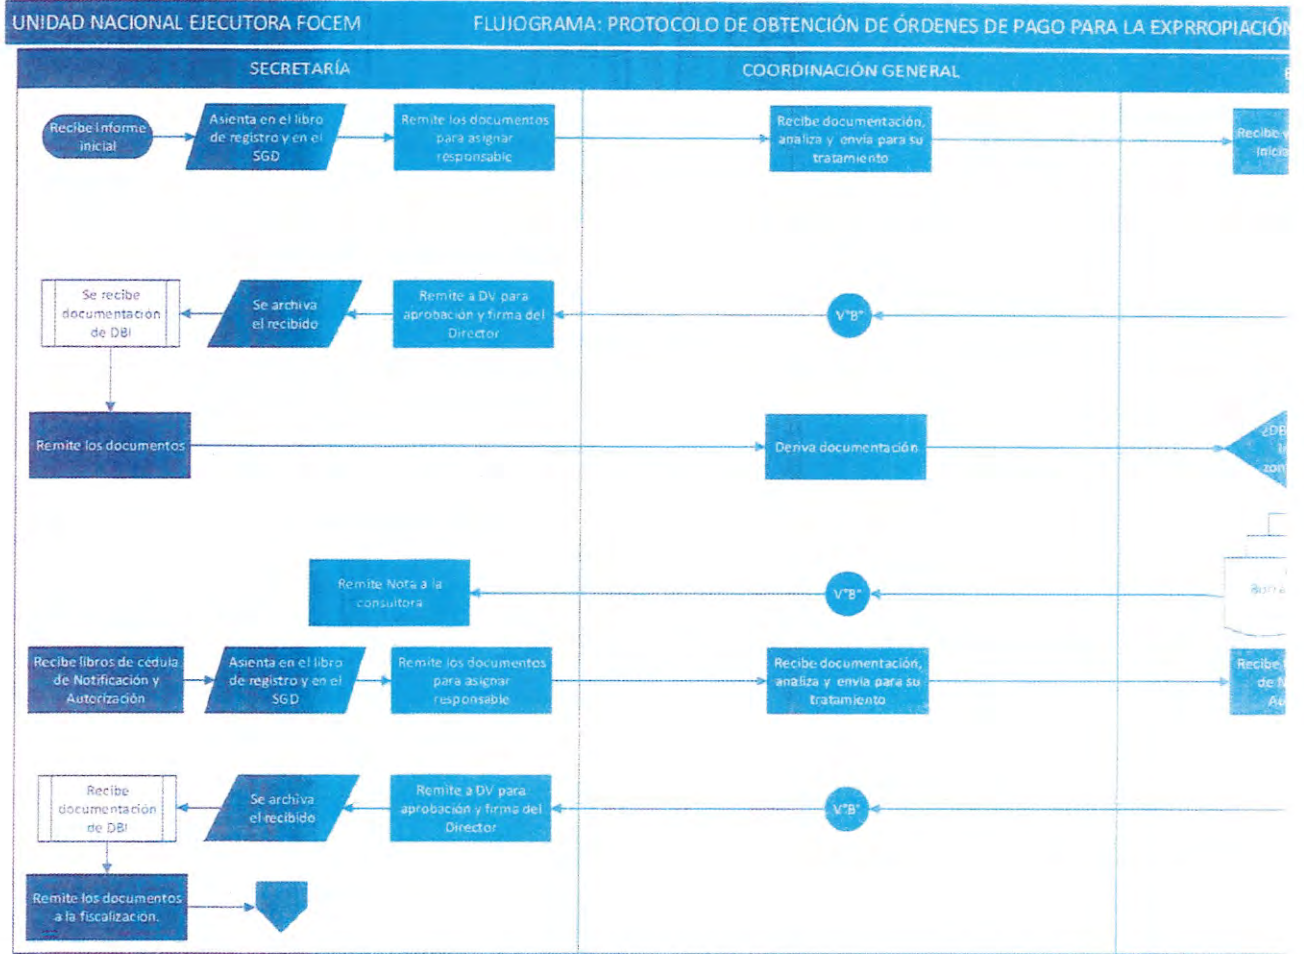 UNIDAD NACIONAL EJECUTORA FOCEM
FLUJOGRAMA: PROTOCOLO DE OBTENCIÓN DE ÓRDENES DE PAGO PARA LA EXPRROPIACIÓN
SECRETARÍA
COORDINACIÓN GENERAL
Recibe Informe
inicial
Asienta en el libro
de registro y en el
SGD
Remite los documentos
para asignar
responsable
Recibe documentación,
analiza y envia para su
tratamiento
Recibe
Se recibe
documentación
de DBI
Se archiva
el recibido
Remite a DV para
aprobación y firma del
Director
V°B°
Remite los documentos
Deriva documentación
Remite Nota a la
consultora
V°B°
Recibe libros de cédula
de Notificación y
Autorización
Asienta en el libro
de registro y en el
SGD
Remite los documentos
para asignar
responsable
Recibe documentación,
analiza y envia para su
tratamiento
Recibe
de
Recibe
documentación
de DBI
Se archiva
el recibido
Remite a DV para
aprobación y firma del
Director
V°B°
Remite los documentos
a la fiscalización.